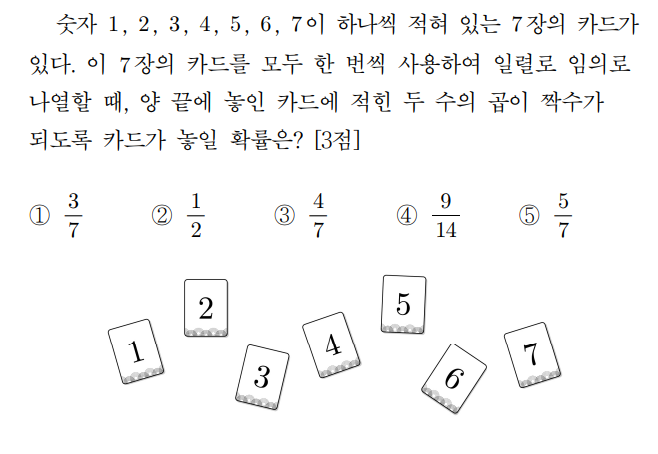 숫자 1, 2, 3, 4, 5, 6, 7이 하나씩 적혀 있는 7장의 카드가
있다. 이 7장의 카드를 모두 한 번씩 사용하여 일렬로 임의로
나열할 때, 양 끝에 놓인 카드에 적힌 두 수의 곱이 짝수가
되도록 카드가 놓일 확률은? [3점]
① 3/7 ② 1/2 ③ 4/7 ④ 9/14 ⑤ 5/7
1 2 3 4 5 6 7